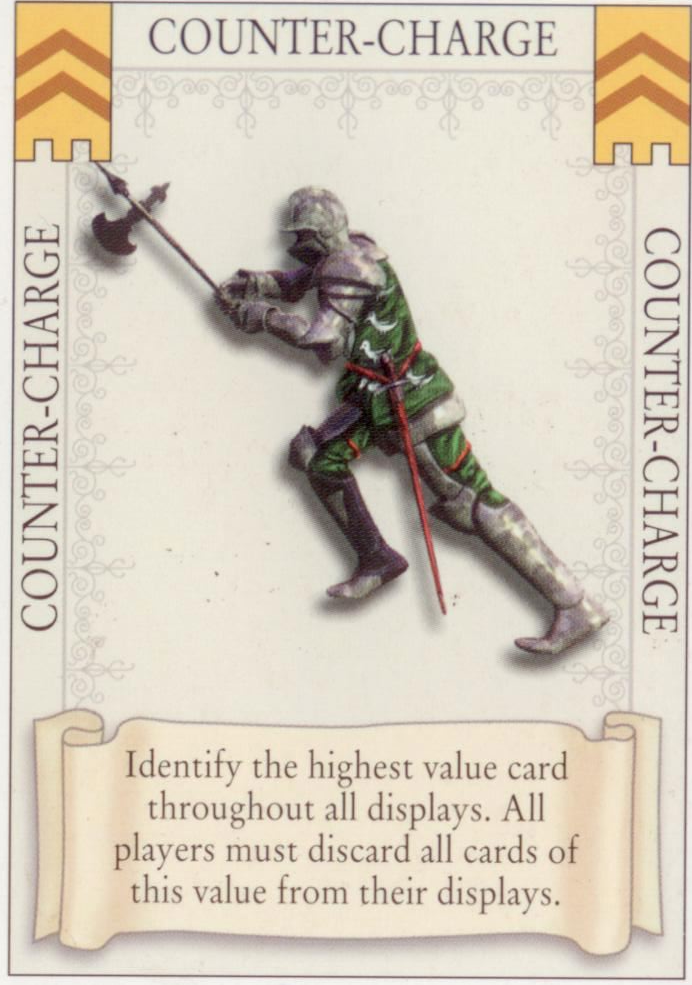 COUNTER-CHARGE
COUNTER-CHARGE
COUNTER-CHARGE
Identify the highest value card
throughout all displays. All
players must discard all cards of
this value from their displays.